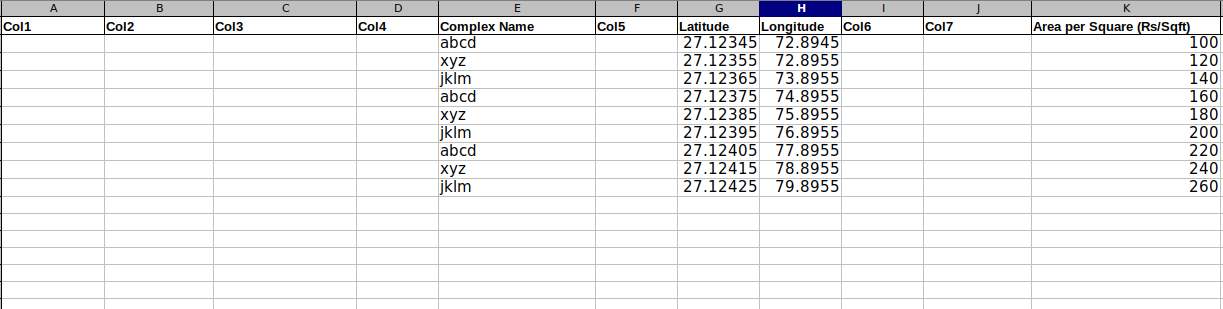 A B C D E F G H I J K
Col1 Col2 Col3 Col4 Complex Name Col5 Latitude Longitude Col6 Col7 Area per Square (Rs/Sqft)
abcd 27.12345 72.8945 100
xyz 27.12355 72.8955 120
jklm 27.12365 73.8955 140
abcd 27.12375 74.8955 160
xyz 27.12385 75.8955 180
jklm 27.12395 76.8955 200
abcd 27.12405 77.8955 220
xyz 27.12415 78.8955 240
jklm 27.12425 79.8955 260